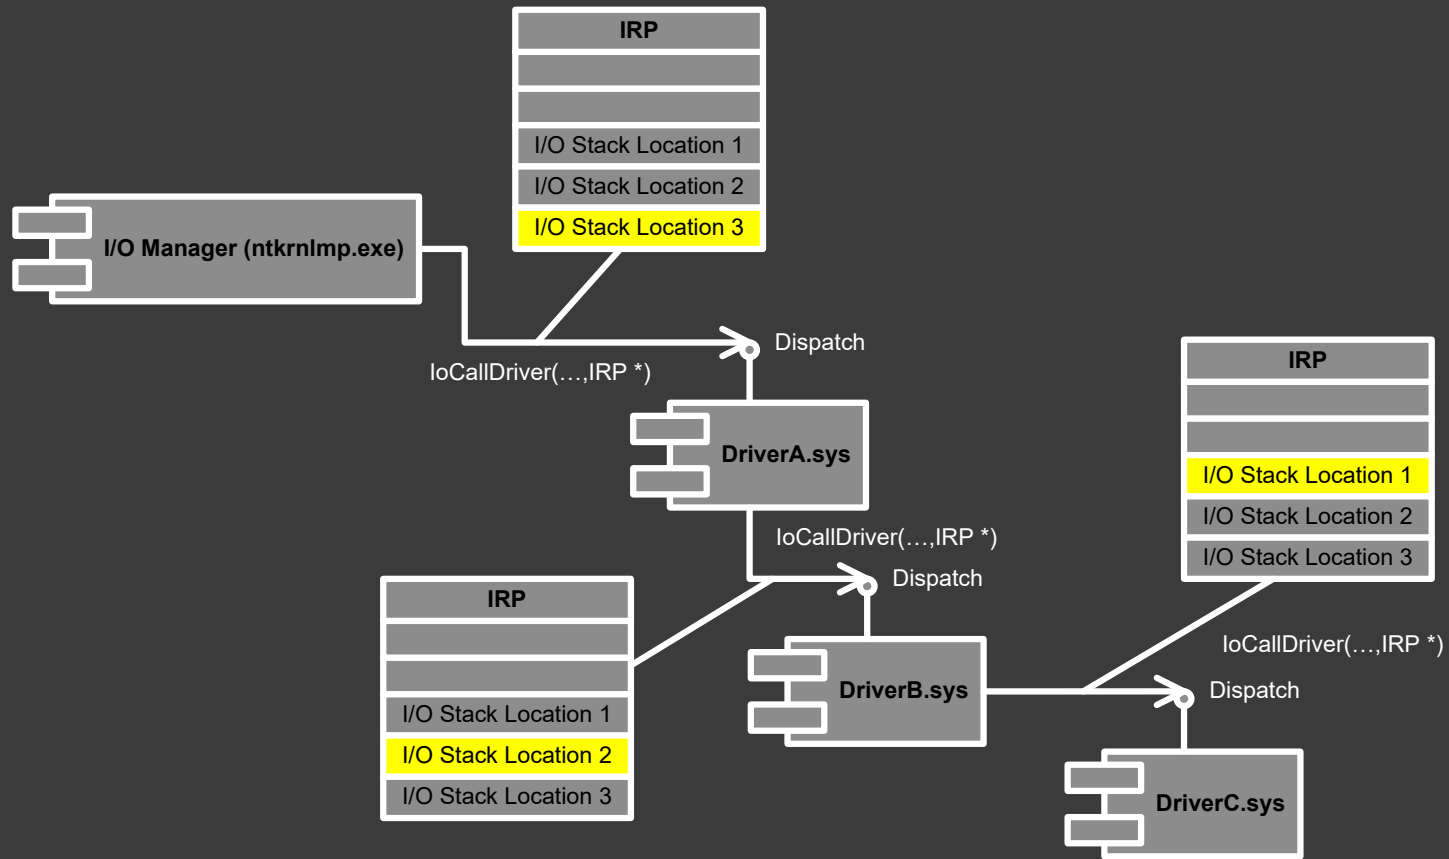 IRP
I/O Stack Location 1
I/O Stack Location 2
I/O Stack Location 3
I/O Manager (ntkrnlmp.exe)
Dispatch
IoCallDriver(…,IRP *)
DriverA.sys
IRP
I/O Stack Location 1
I/O Stack Location 2
I/O Stack Location 3
IoCallDriver(…,IRP *)
Dispatch
IRP
I/O Stack Location 1
I/O Stack Location 2
I/O Stack Location 3
DriverB.sys
IoCallDriver(…,IRP *)
Dispatch
DriverC.sys